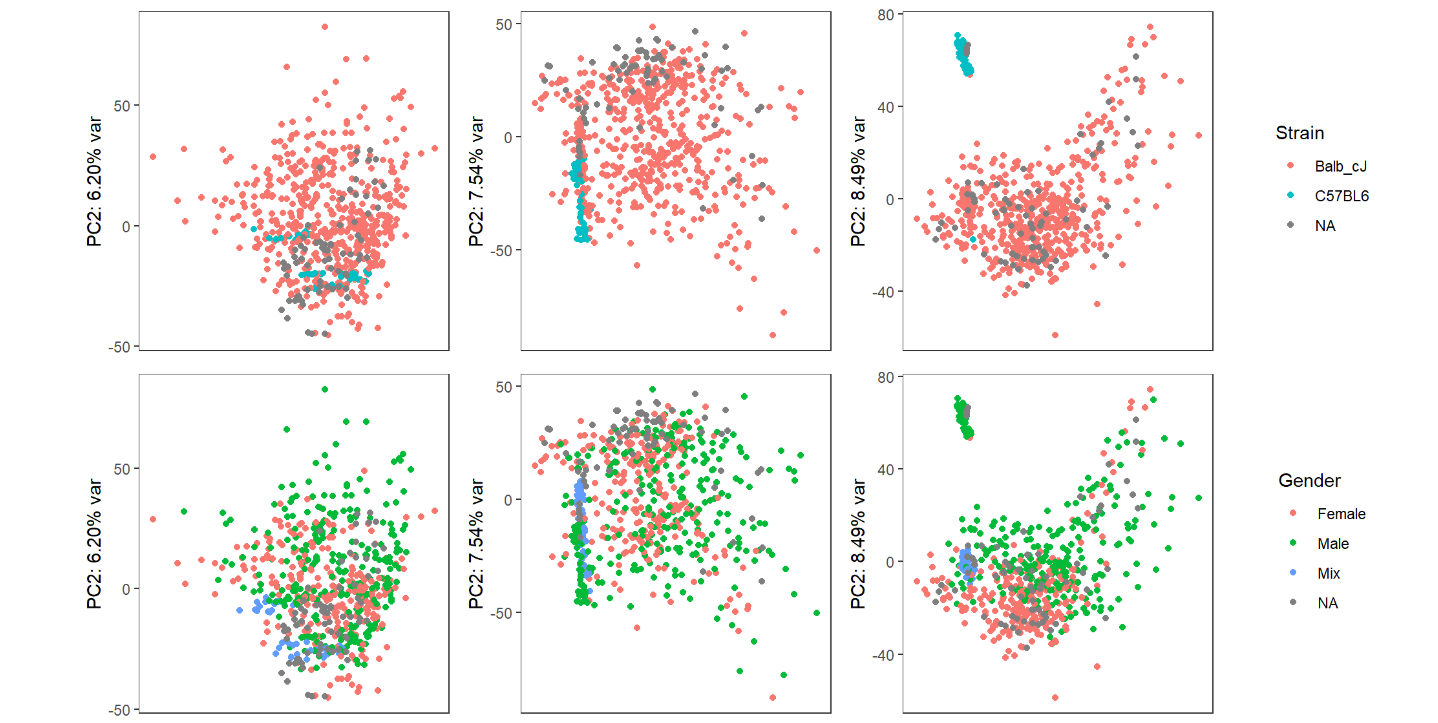 50
0
-50
PC2: 6.20% var
50
0
-50
PC2: 7.54% var
80
40
0
-40
PC2: 8.49% var
Strain
Balb_cJ
C57BL6
NA
50
0
-50
PC2: 6.20% var
50
0
-50
PC2: 7.54% var
80
40
0
-40
PC2: 8.49% var
Gender
Female
Male
Mix
NA